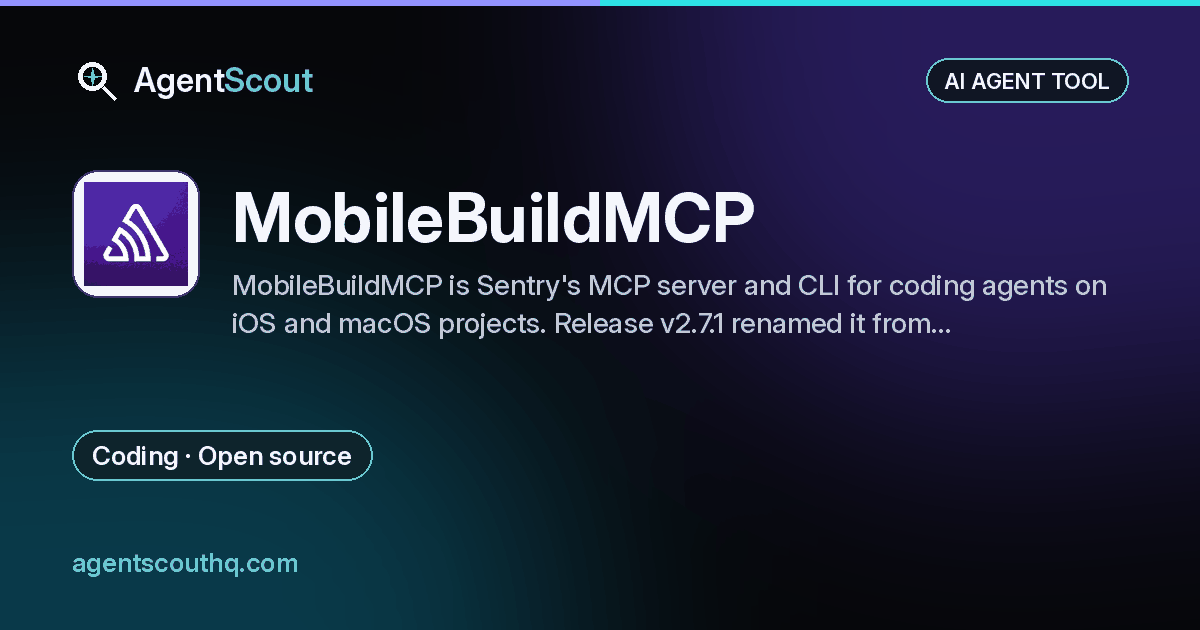 AgentScout
AI AGENT TOOL
MobileBuildMCP
MobileBuildMCP is Sentry's MCP server and CLI for coding agents on
iOS and macOS projects. Release v2.7.1 renamed it from...
Coding · Open source
agentscouthq.com